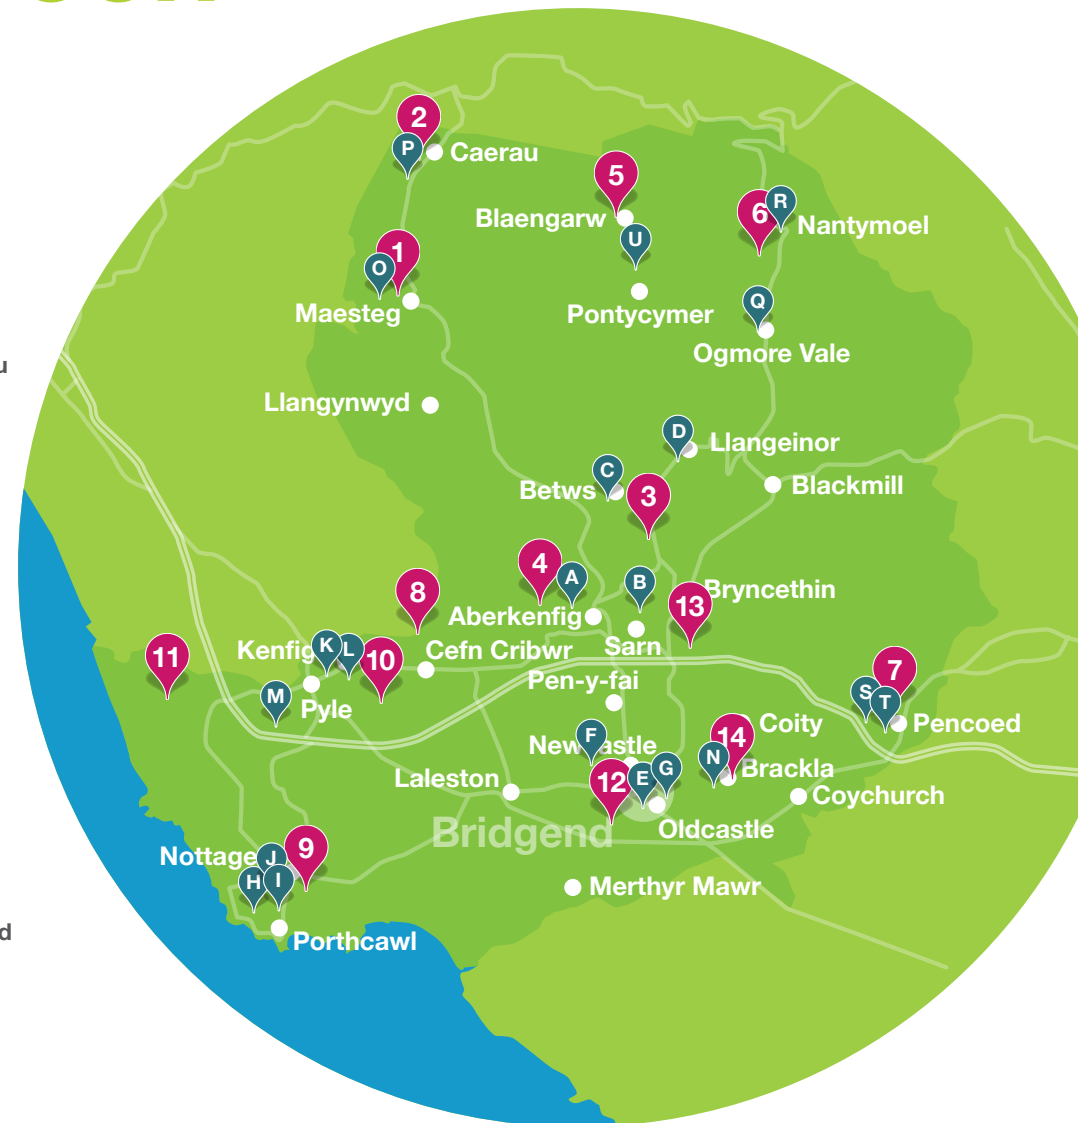 2
P
Caerau
5
Blaengarw
6
R
Nantymoel
U
1
O
Maesteg
Pontycymer
Q
Ogmore Vale
u
Llangynwyd
D
Llangeinor
C
Betws
3
Blackmill
4
A
B
8
13
Bryncethin
Aberkenfig
Sarn
11
Kenfig
K
L
10
Cefn Cribwr
7
M
Pyle
Pen-y-fai
S
T
Pencoed
F
Newcastle
14
Coity
N
Brackla
Laleston
12
E
G
Coychurch
Bridgend
Oldcastle
Nottage
J
9
H
I
Merthyr Mawr
d
Porthcawl